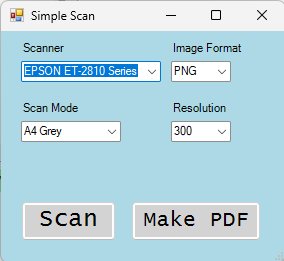 Simple Scan
Scanner Image Format
EPSON ET-2810 Series PNG
Scan Mode Resolution
A4 Grey 300
Scan Make PDF